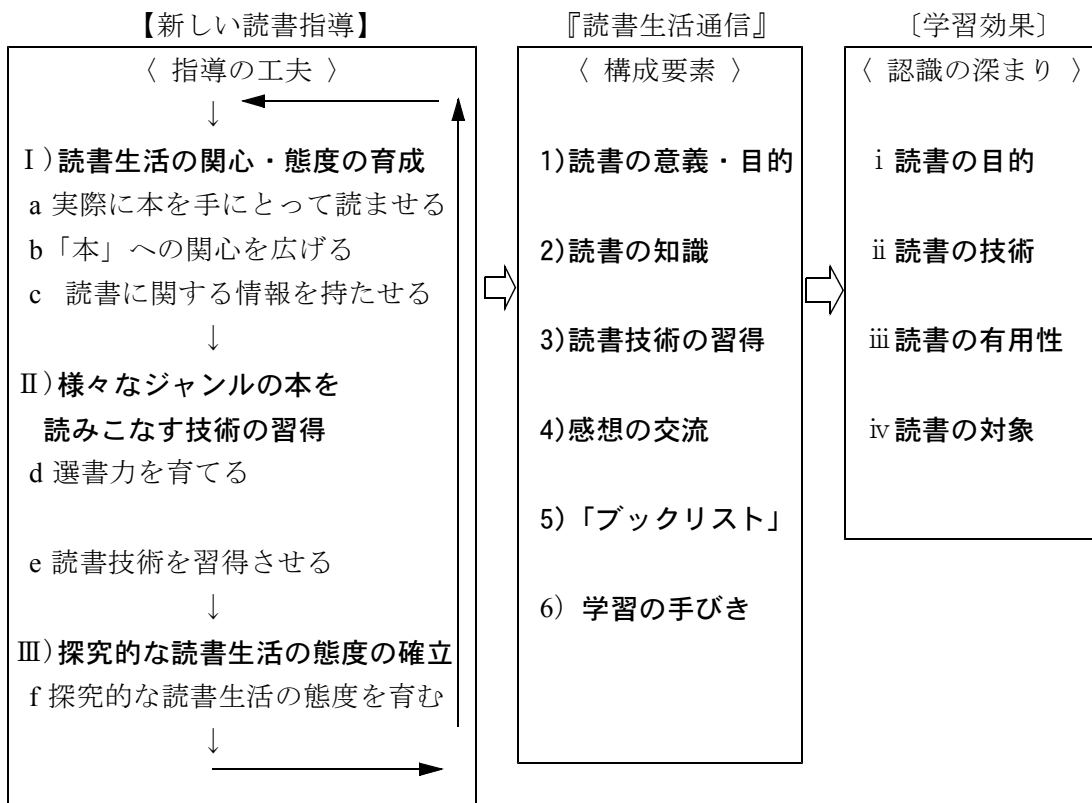 【新しい読書指導】
〈 指導の工夫 〉
↓
Ⅰ)読書生活の関心・態度の育成
a 実際に本を手にとって読ませる
b「本」への関心を広げる
c 読書に関する情報を持たせる
↓
Ⅱ)様々なジャンルの本を
読みこなす技術の習得
d 選書力を育てる
e 読書技術を習得させる
↓
Ⅲ)探究的な読書生活の態度の確立
f 探究的な読書生活の態度を育む
↓
『読書生活通信』
〈 構成要素 〉
1)読書の意義・目的
2)読書の知識
3)読書技術の習得
4)感想の交流
5)「ブックリスト」
6) 学習の手びき
〔学習効果〕
〈 認識の深まり 〉
ⅰ 読書の目的
ⅱ 読書の技術
ⅲ 読書の有用性
ⅳ 読書の対象